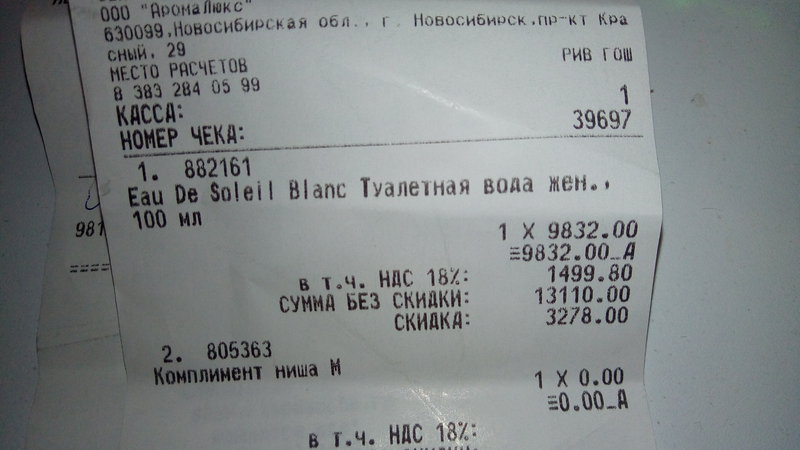 ООО "АромаЛюкс"
630099,Новосибирская обл., г. Новосибирск,пр-кт Кра
сный, 29
МЕСТО РАСЧЕТОВ РИВ ГОШ
8 383 284 05 99
КАССА: 1
НОМЕР ЧЕКА: 39697
1. 882161
Eau De Soleil Blanc Туалетная вода жен.,
100 мл
1 X 9832.00
≡9832.00_А
в т.ч. НДС 18%: 1499.80
СУММА БЕЗ СКИДКИ: 13110.00
СКИДКА: 3278.00
2. 805363
Комплимент ниша М
1 X 0.00
≡0.00_А
в т.ч. НДС 18%:
981
====